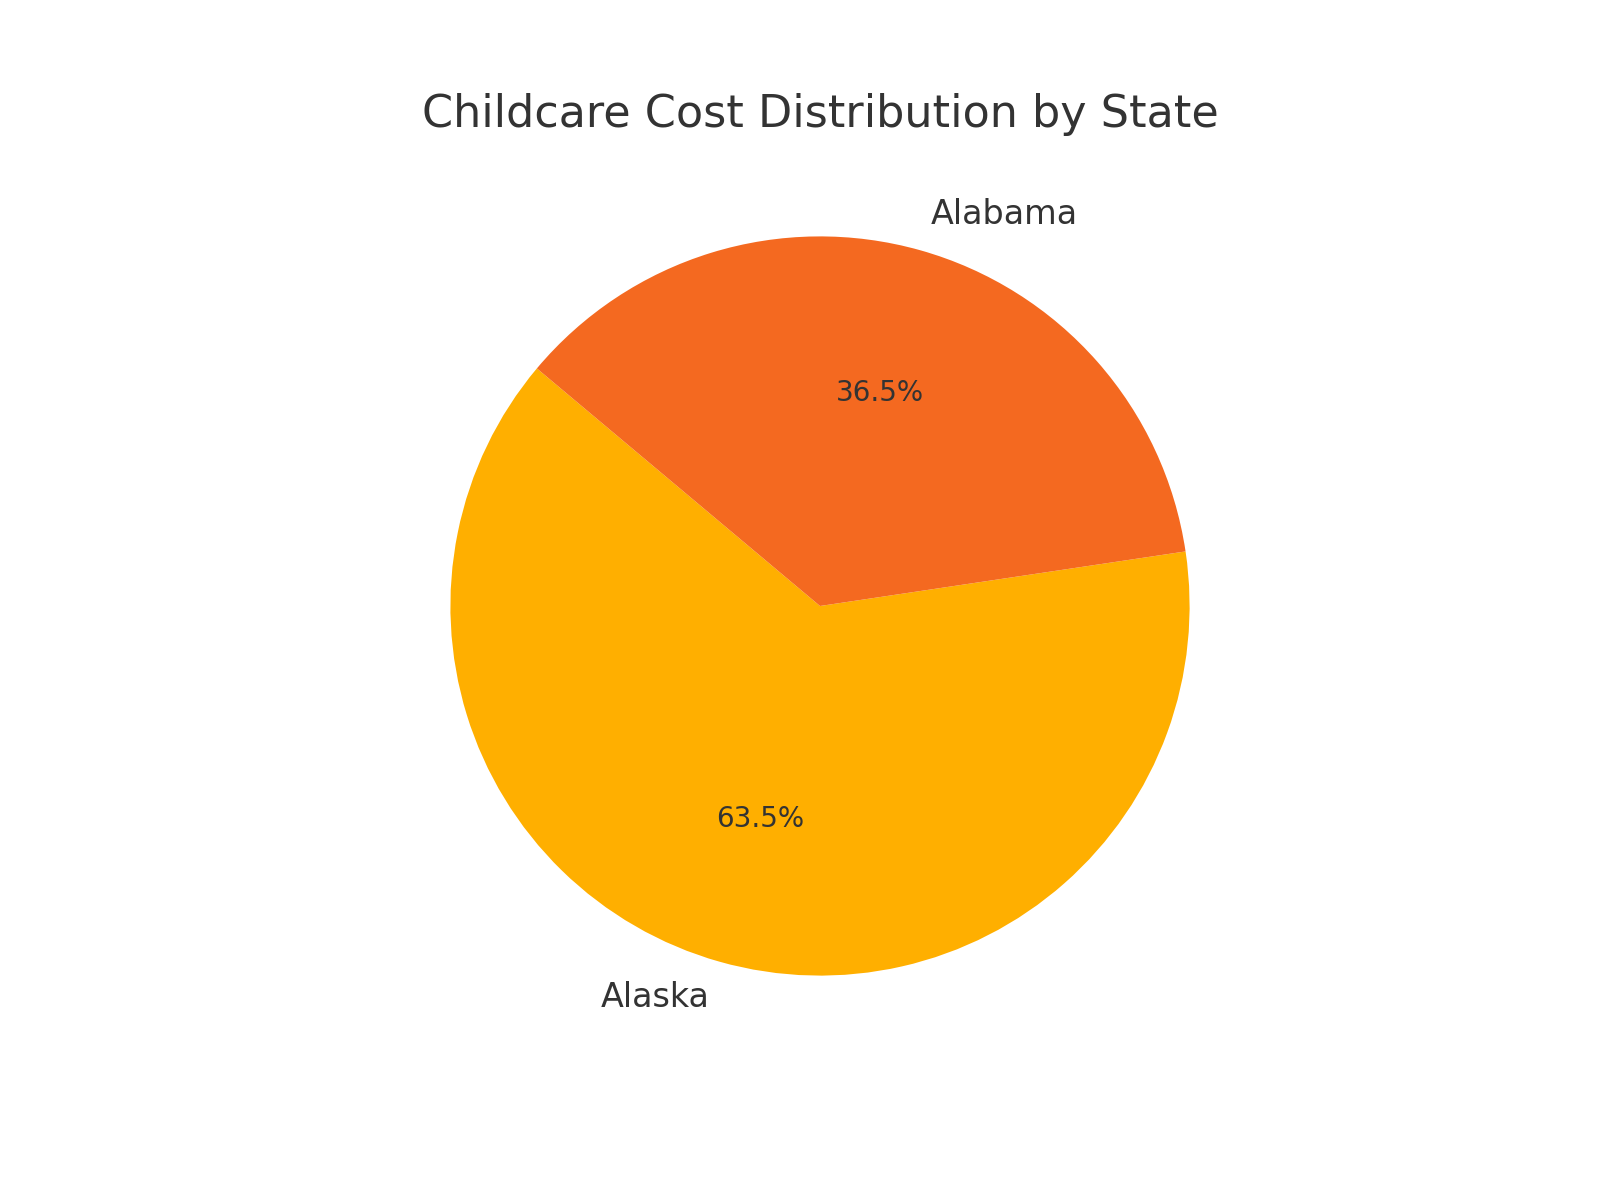 Childcare Cost Distribution by State
Alabama
36.5%
63.5%
Alaska